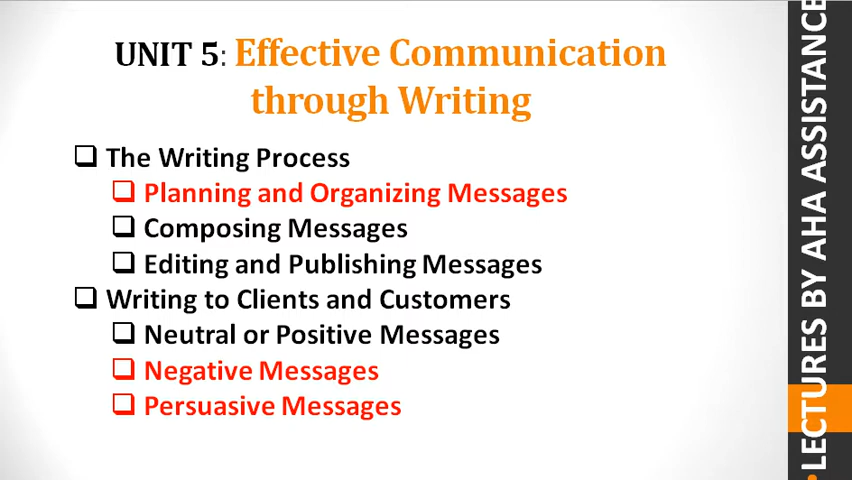 UNIT 5: Effective Communication
through Writing
The Writing Process
Planning and Organizing Messages
Composing Messages
Editing and Publishing Messages
Writing to Clients and Customers
Neutral or Positive Messages
Negative Messages
Persuasive Messages
•LECTURES BY AHA ASSISTANCE